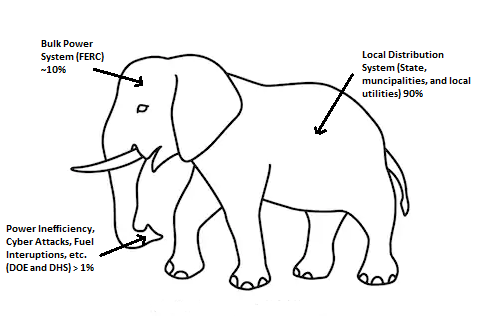 Bulk Power
System (FERC)
~10%
Local Distribution
System (State,
muncipalities, and local
utilities) 90%
Power Inefficiency,
Cyber Attacks, Fuel
Interuptions, etc.
(DOE and DHS) > 1%